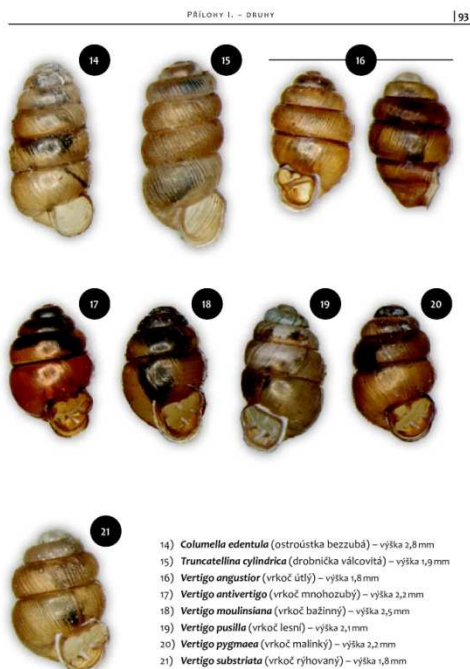 PŘÍLOHY I. – DRUHY | 93
14 15 16
17 18 19 20
21
14) Columella edentula (ostroústka bezzubá) – výška 2,8 mm
15) Truncatellina cylindrica (drobnička válcovitá) – výška 1,9 mm
16) Vertigo angustior (vrkoč útlý) – výška 1,8 mm
17) Vertigo antivertigo (vrkoč mnohozubý) – výška 2,2 mm
18) Vertigo moulinsiana (vrkoč bažinný) – výška 2,5 mm
19) Vertigo pusilla (vrkoč lesní) – výška 2,1 mm
20) Vertigo pygmaea (vrkoč malinký) – výška 2,2 mm
21) Vertigo substriata (vrkoč rýhovaný) – výška 1,8 mm